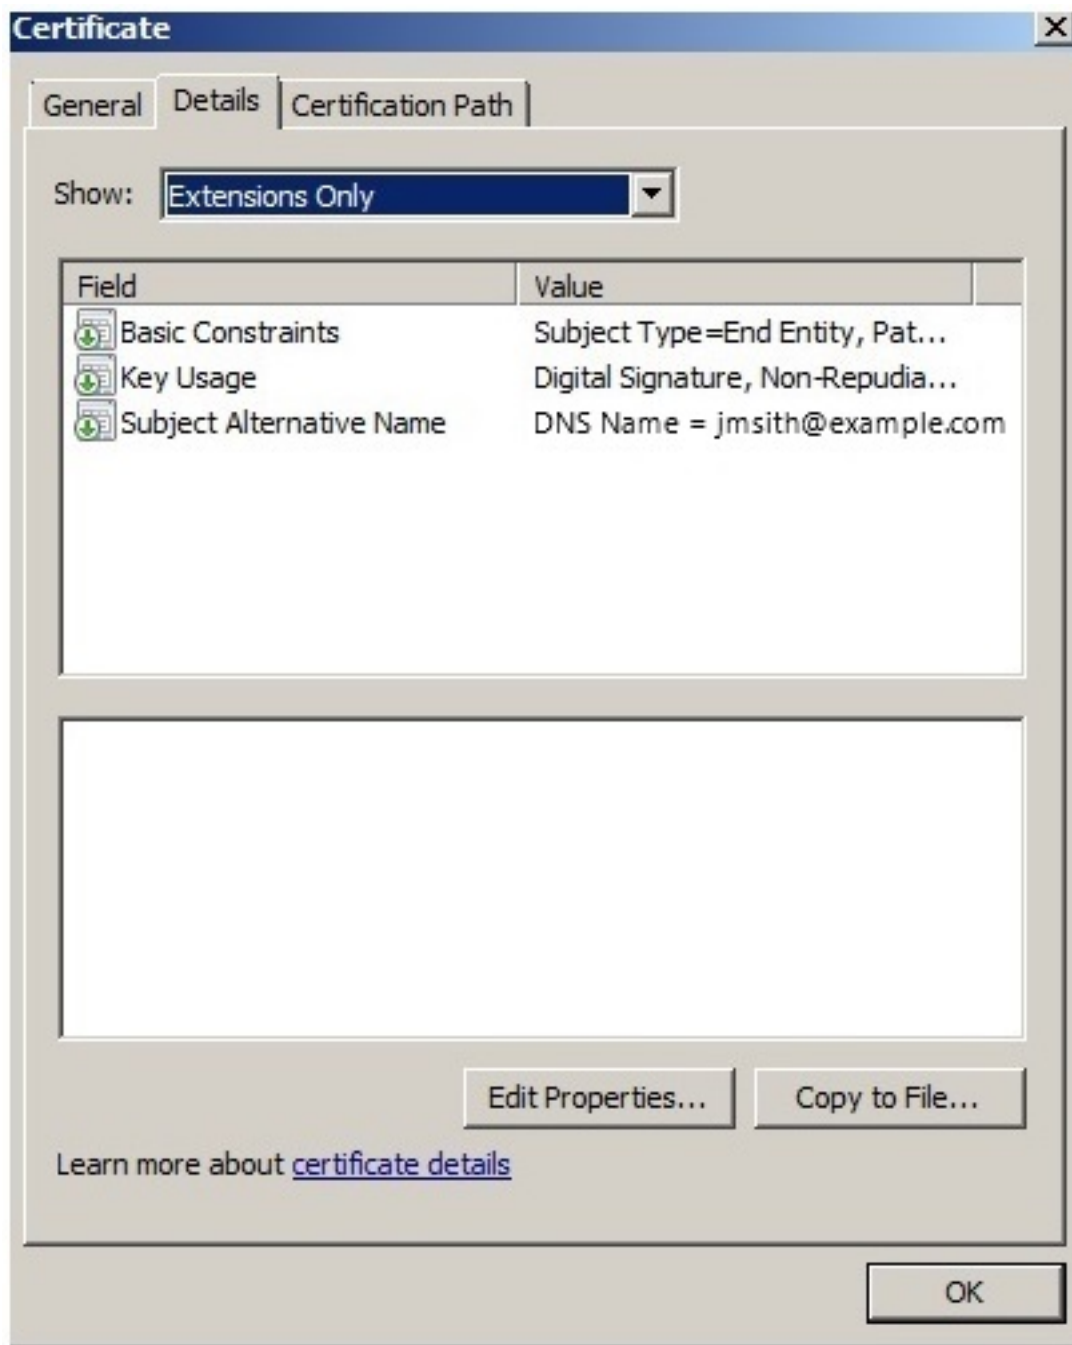 Certificate
General Details Certification Path
Show: Extensions Only
Field Value
Basic Constraints Subject Type=End Entity, Pat...
Key Usage Digital Signature, Non-Repudia...
Subject Alternative Name DNS Name = jmsith@example.com
Edit Properties... Copy to File...
Learn more about certificate details
OK